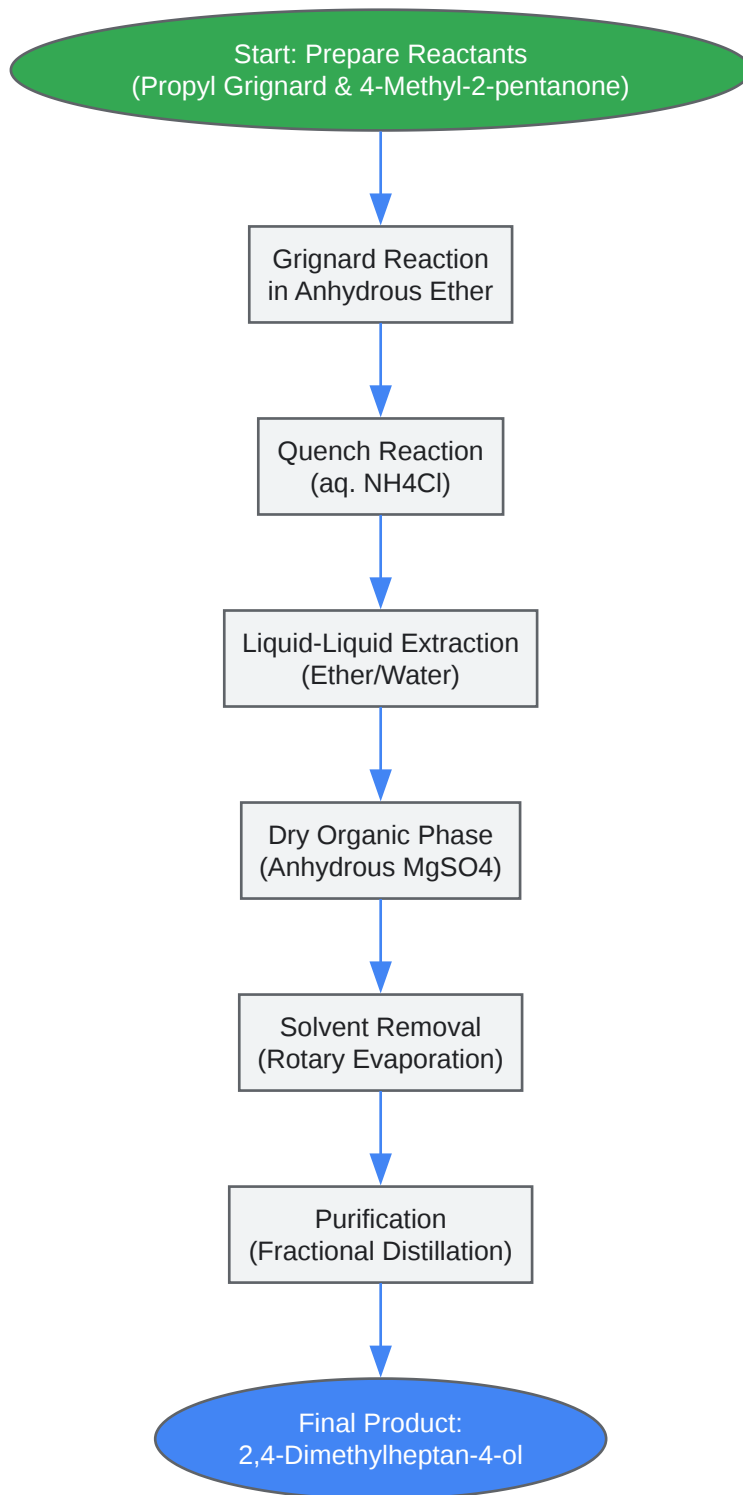 Start: Prepare Reactants
(Propyl Grignard & 4-Methyl-2-pentanone)
Grignard Reaction
in Anhydrous Ether
Quench Reaction
(aq. NH4Cl)
Liquid-Liquid Extraction
(Ether/Water)
Dry Organic Phase
(Anhydrous MgSO4)
Solvent Removal
(Rotary Evaporation)
Purification
(Fractional Distillation)
Final Product:
2,4-Dimethylheptan-4-ol